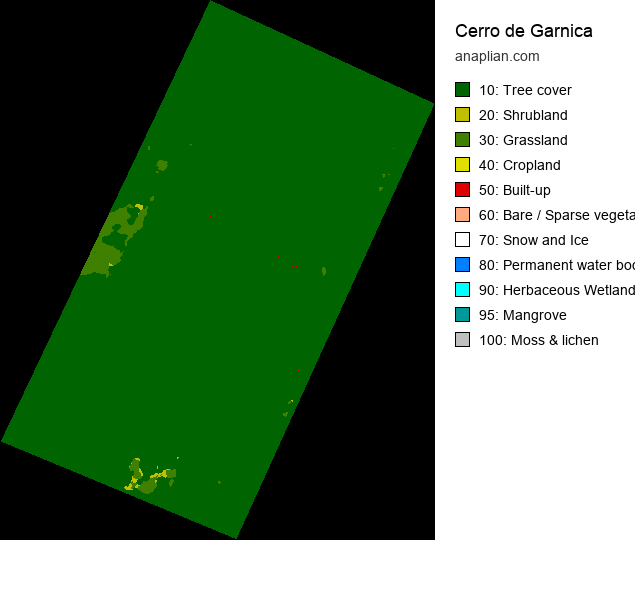 Cerro de Garnica
anaplian.com
10: Tree cover
20: Shrubland
30: Grassland
40: Cropland
50: Built-up
60: Bare / Sparse vegeta
70: Snow and Ice
80: Permanent water bo
90: Herbaceous Wetland
95: Mangrove
100: Moss & lichen